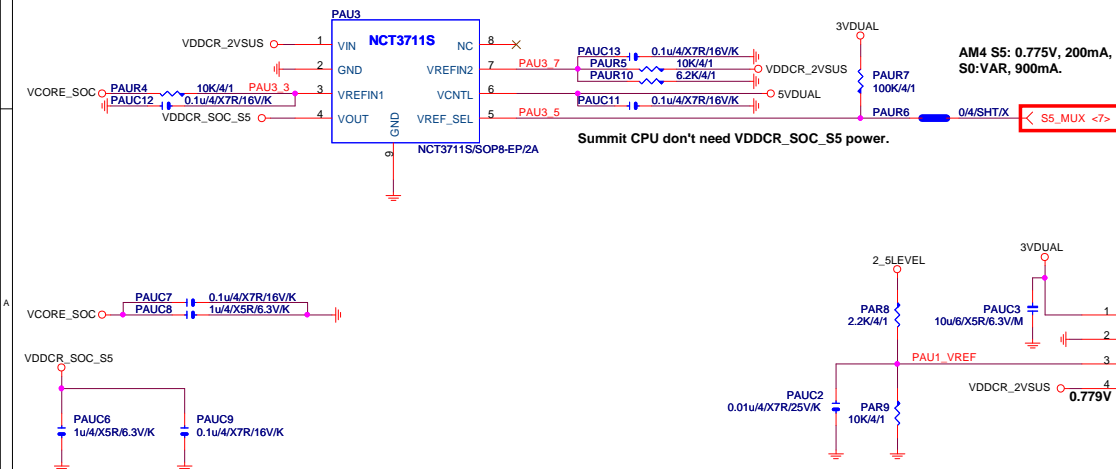 PAU3
VDDCR_2VSUS
1
VIN
NCT3711S
NC
8
2
GND
VREFIN2
7
PAU3_7
PAUC13
0.1u/4/X7R/16V/K
PAUR5
10K/4/1
VDDCR_2VSUS
PAUR10
6.2K/4/1
VCORE_SOC
PAUR4
10K/4/1
PAU3_3
3
VREFIN1
VCNTL
6
5VDUAL
PAUC12
0.1u/4/X7R/16V/K
PAUC11
0.1u/4/X7R/16V/K
VDDCR_SOC_S5
4
VOUT
GND
VREF_SEL
5
PAU3_5
9
NCT3711S/SOP8-EP/2A
Summit CPU don't need VDDCR_SOC_S5 power.
3VDUAL
PAUR7
100K/4/1
PAUR6
0/4/SHT/X
S5_MUX <7>
AM4 S5: 0.775V, 200mA,
S0:VAR, 900mA.
A
VCORE_SOC
PAUC7
0.1u/4/X7R/16V/K
PAUC8
1u/4/X5R/6.3V/K
VDDCR_SOC_S5
PAUC6
1u/4/X5R/6.3V/K
PAUC9
0.1u/4/X7R/16V/K
2_5LEVEL
PAR8
2.2K/4/1
PAU1_VREF
PAUC2
0.01u/4/X7R/25V/K
PAR9
10K/4/1
3VDUAL
PAUC3
10u/6/X5R/6.3V/M
1
2
3
VDDCR_2VSUS
4
0.779V